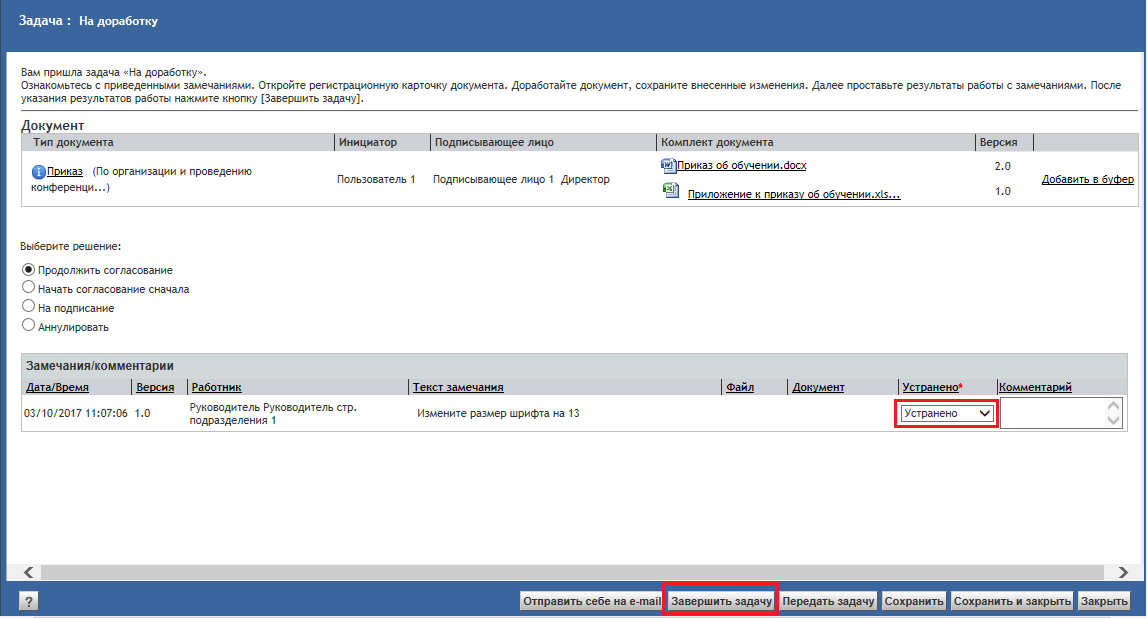 Задача : На доработку
Вам пришла задача «На доработку».
Ознакомьтесь с приведенными замечаниями. Откройте регистрационную карточку документа. Доработайте документ, сохраните внесенные изменения. Далее проставьте результаты работы с замечаниями. После
указания результатов работы нажмите кнопку [Завершить задачу].
Документ
Тип документа Инициатор Подписывающее лицо Комплект документа Версия
Приказ (По организации и проведению
конференци...)
Пользователь 1 Подписывающее лицо 1 Директор
Приказ об обучении.docx 2.0
Приложение к приказу об обучении.xls... 1.0
Добавить в буфер
Выберите решение:
Продолжить согласование
Начать согласование сначала
На подписание
Аннулировать
Замечания/комментарии
Дата/Время Версия Работник Текст замечания Файл Документ Устранено* Комментарий
03/10/2017 11:07:06 1.0 Руководитель Руководитель стр.
подразделения 1
Измените размер шрифта на 13 Устранено
? Отправить себе на e-mail Завершить задачу Передать задачу Сохранить Сохранить и закрыть Закрыть